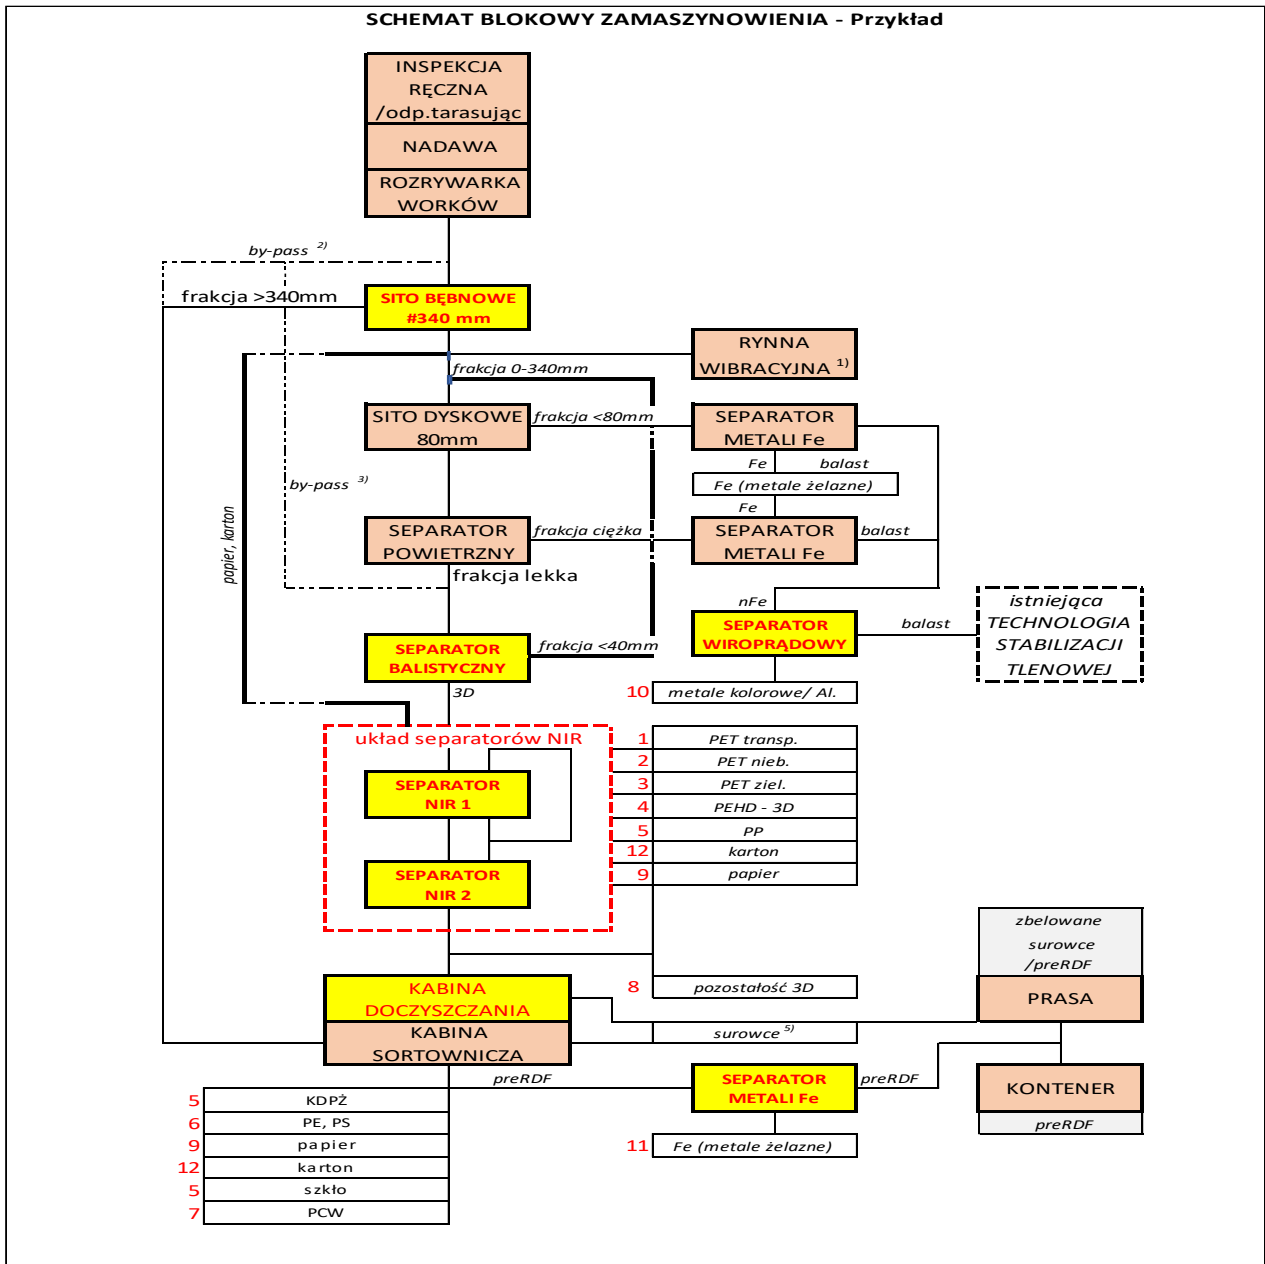 SCHEMAT BLOKOWY ZAMASZYNOWIENIA - Przykład
INSPEKCJA
RĘCZNA
/odp.tarasując
NADAWA
ROZRYWARKA
WORKÓW
by-pass 2)
frakcja >340mm
SITO BĘBNOWE
#340 mm
RYNNA
WIBRACYJNA 1)
frakcja 0-340mm
SITO DYSKOWE
80mm
frakcja <80mm
SEPARATOR
METALI Fe
Fe
balast
Fe (metale żelazne)
Fe
by-pass 3)
papier, karton
SEPARATOR
POWIETRZNY
frakcja ciężka
SEPARATOR
METALI Fe
balast
frakcja lekka
nFe
SEPARATOR
WIROPRĄDOWY
balast
istniejąca
TECHNOLOGIA
STABILIZACJI
TLENOWEJ
SEPARATOR
BALISTYCZNY
frakcja <40mm
3D
10 metale kolorowe/ Al.
układ separatorów NIR
1 PET transp.
2 PET nieb.
3 PET ziel.
4 PEHD - 3D
5 PP
12 karton
9 papier
SEPARATOR
NIR 1
SEPARATOR
NIR 2
zbelowane
surowce
/preRDF
PRASA
8 pozostałość 3D
KABINA
DOCZYSZCZANIA
KABINA
SORTOWNICZA
surowce 5)
preRDF
SEPARATOR
METALI Fe
preRDF
KONTENER
preRDF
11 Fe (metale żelazne)
5 KDPŻ
6 PE, PS
9 papier
12 karton
5 szkło
7 PCW